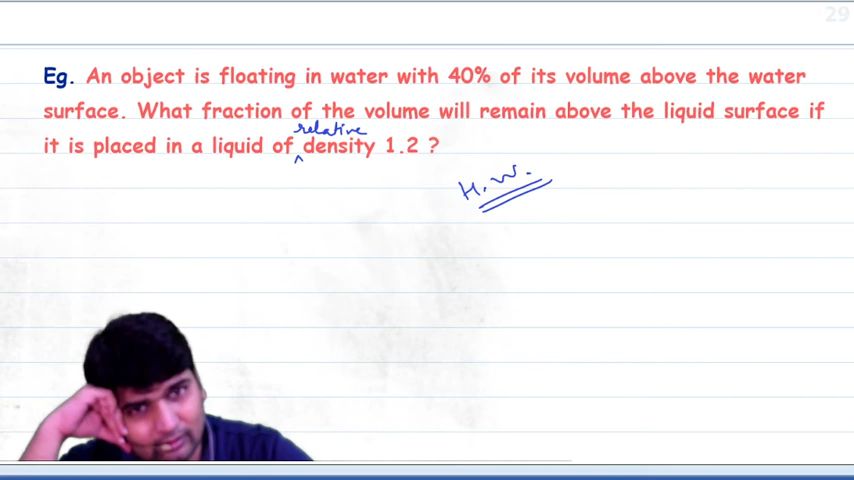 29
Eg. An object is floating in water with 40% of its volume above the water
surface. What fraction of the volume will remain above the liquid surface if
relative
it is placed in a liquid of ^ density 1.2 ?
H.W.